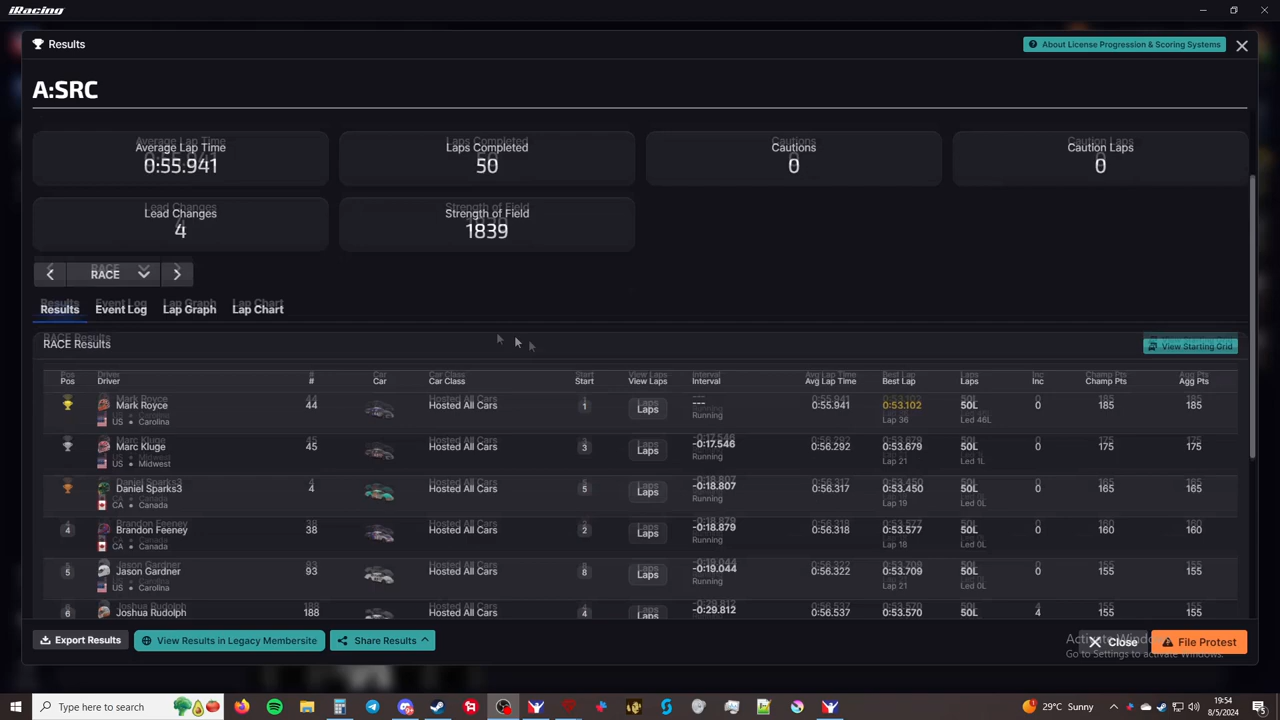 iRacing
Results
About License Progression & Scoring Systems
A:SRC
Average Lap Time
0:55.941
Laps Completed
50
Cautions
0
Caution Laps
0
Lead Changes
4
Strength of Field
1839
RACE
Results Event Log Lap Graph Lap Chart
RACE Results
View Starting Grid
Pos Driver # Car Car Class Start View Laps Interval Avg Lap Time Best Lap Laps Inc Champ Pts Agg Pts
Mark Royce 44 Hosted All Cars 1 Laps --- 0:55.941 0:53.102 50L 0 185 185
US • Carolina Running Lap 36 Led 46L
Marc Kluge 45 Hosted All Cars 3 Laps -0:17.546 0:56.292 0:53.679 50L 0 175 175
US • Midwest Running Lap 21 Led 1L
Daniel Sparks3 4 Hosted All Cars 5 Laps -0:18.807 0:56.317 0:53.450 50L 0 165 165
CA • Canada Running Lap 19 Led 0L
4 Brandon Feeney 38 Hosted All Cars 2 Laps -0:18.879 0:56.318 0:53.577 50L 0 160 160
CA • Canada Running Lap 18 Led 0L
5 Jason Gardner 93 Hosted All Cars 8 Laps -0:19.044 0:56.322 0:53.709 50L 0 155 155
US • Carolina Running Lap 21 Led 0L
6 Joshua Rudolph 188 Hosted All Cars 4 Laps -0:29.812 0:56.537 0:53.570 50L 4 155 155
Export Results View Results in Legacy Membersite Share Results
Close File Protest
Activate Windows
Go to Settings to activate Windows.
Type here to search
29°C Sunny
19:54
8/5/2024